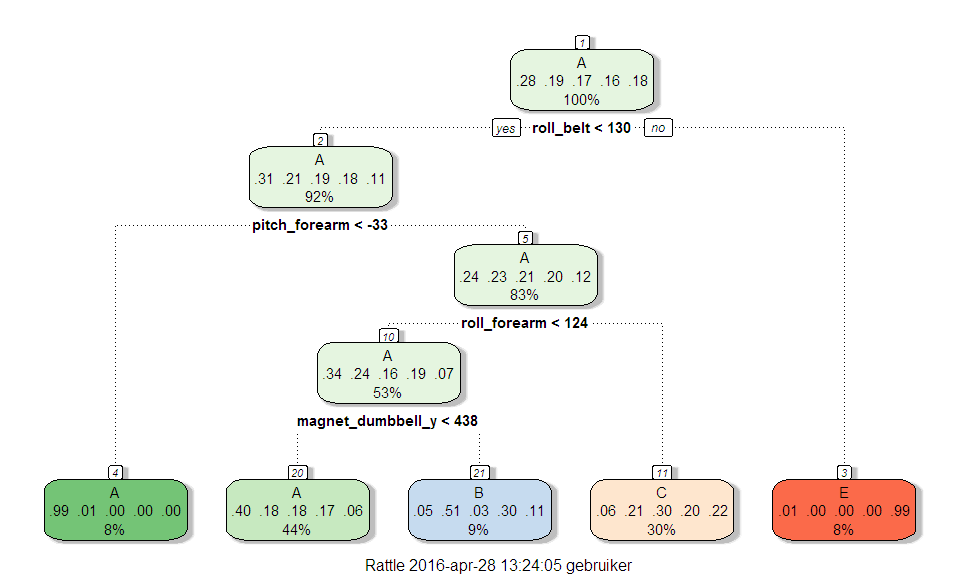 1
A
.28 .19 .17 .16 .18
100%
yes roll_belt < 130 no
2
A
.31 .21 .19 .18 .11
92%
pitch_forearm < -33
5
A
.24 .23 .21 .20 .12
83%
roll_forearm < 124
10
A
.34 .24 .16 .19 .07
53%
magnet_dumbbell_y < 438
4
A
.99 .01 .00 .00 .00
8%
20
A
.40 .18 .18 .17 .06
44%
21
B
.05 .51 .03 .30 .11
9%
11
C
.06 .21 .30 .20 .22
30%
3
E
.01 .00 .00 .00 .99
8%
Rattle 2016-apr-28 13:24:05 gebruiker